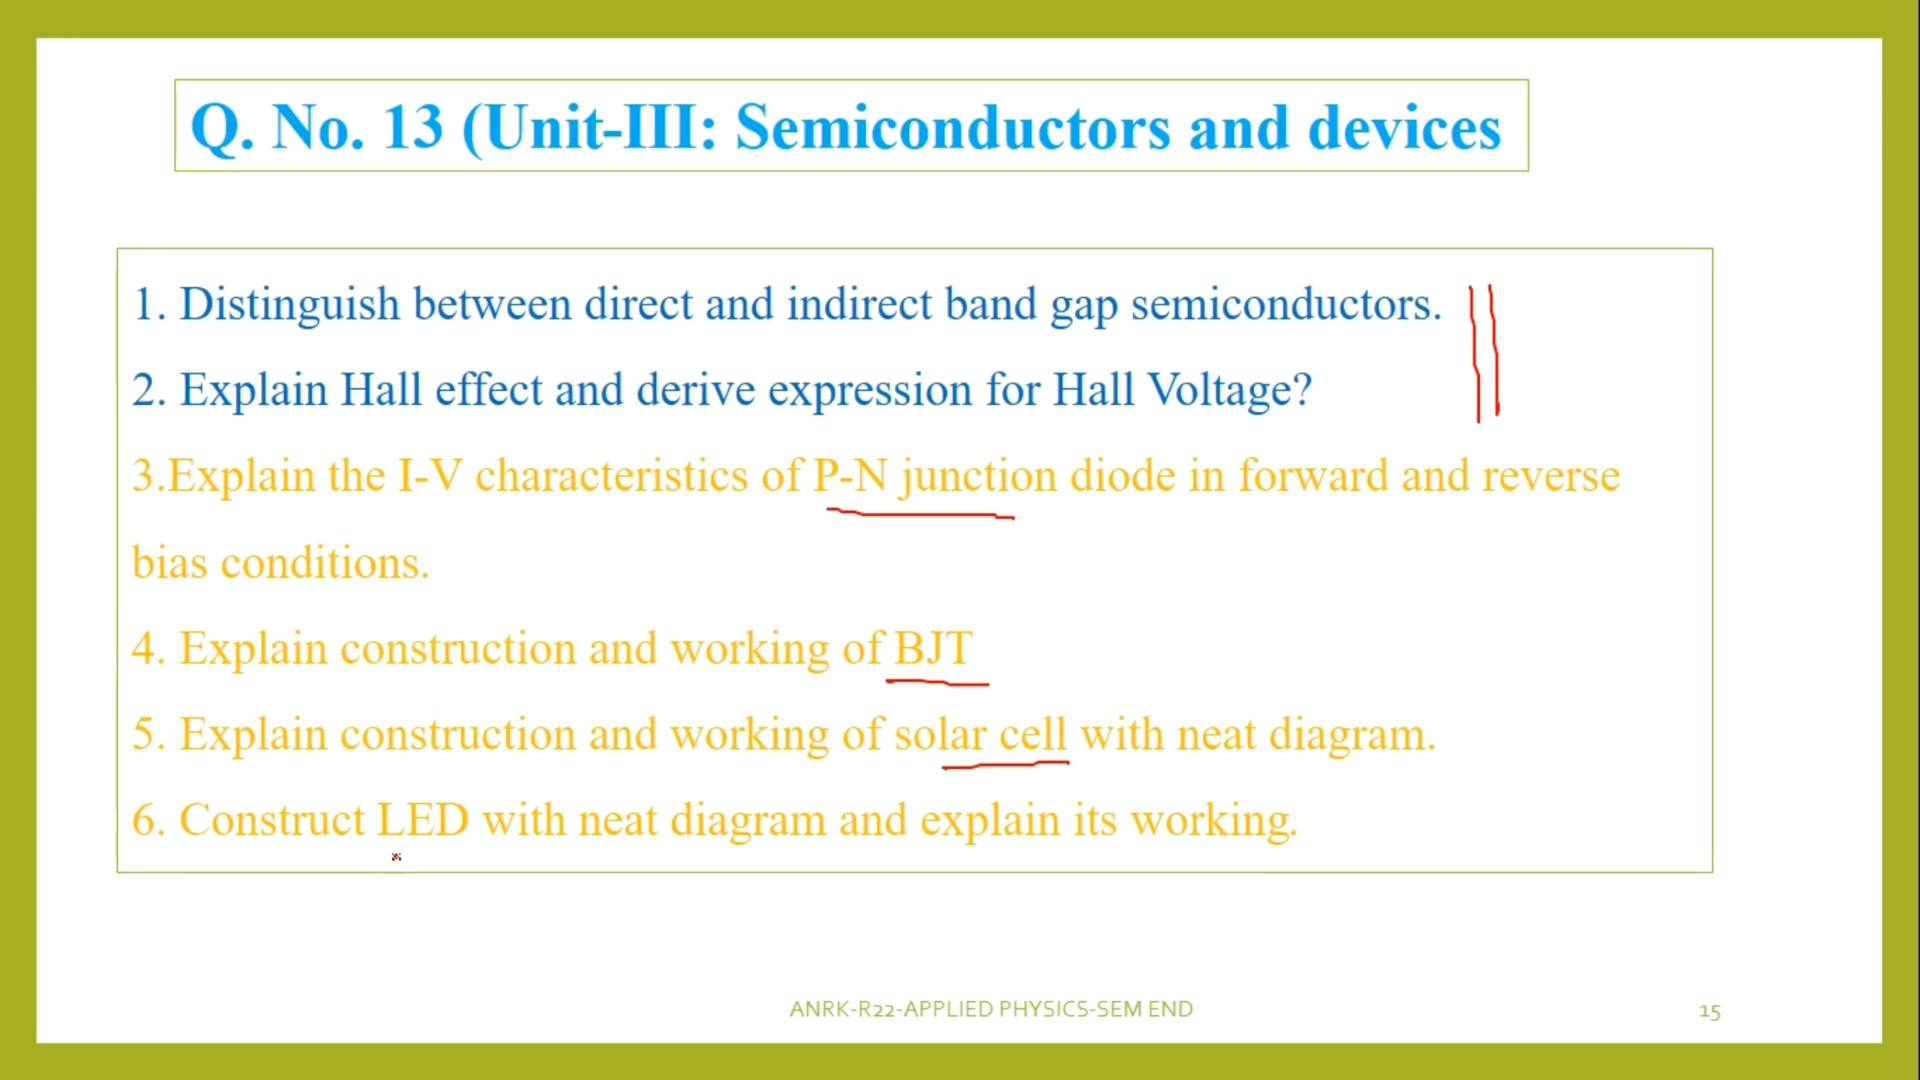 Q. No. 13 (Unit-III: Semiconductors and devices
1. Distinguish between direct and indirect band gap semiconductors.
2. Explain Hall effect and derive expression for Hall Voltage?
3.Explain the I-V characteristics of P-N junction diode in forward and reverse
bias conditions.
4. Explain construction and working of BJT
5. Explain construction and working of solar cell with neat diagram.
6. Construct LED with neat diagram and explain its working.
ANRK-R22-APPLIED PHYSICS-SEM END
15